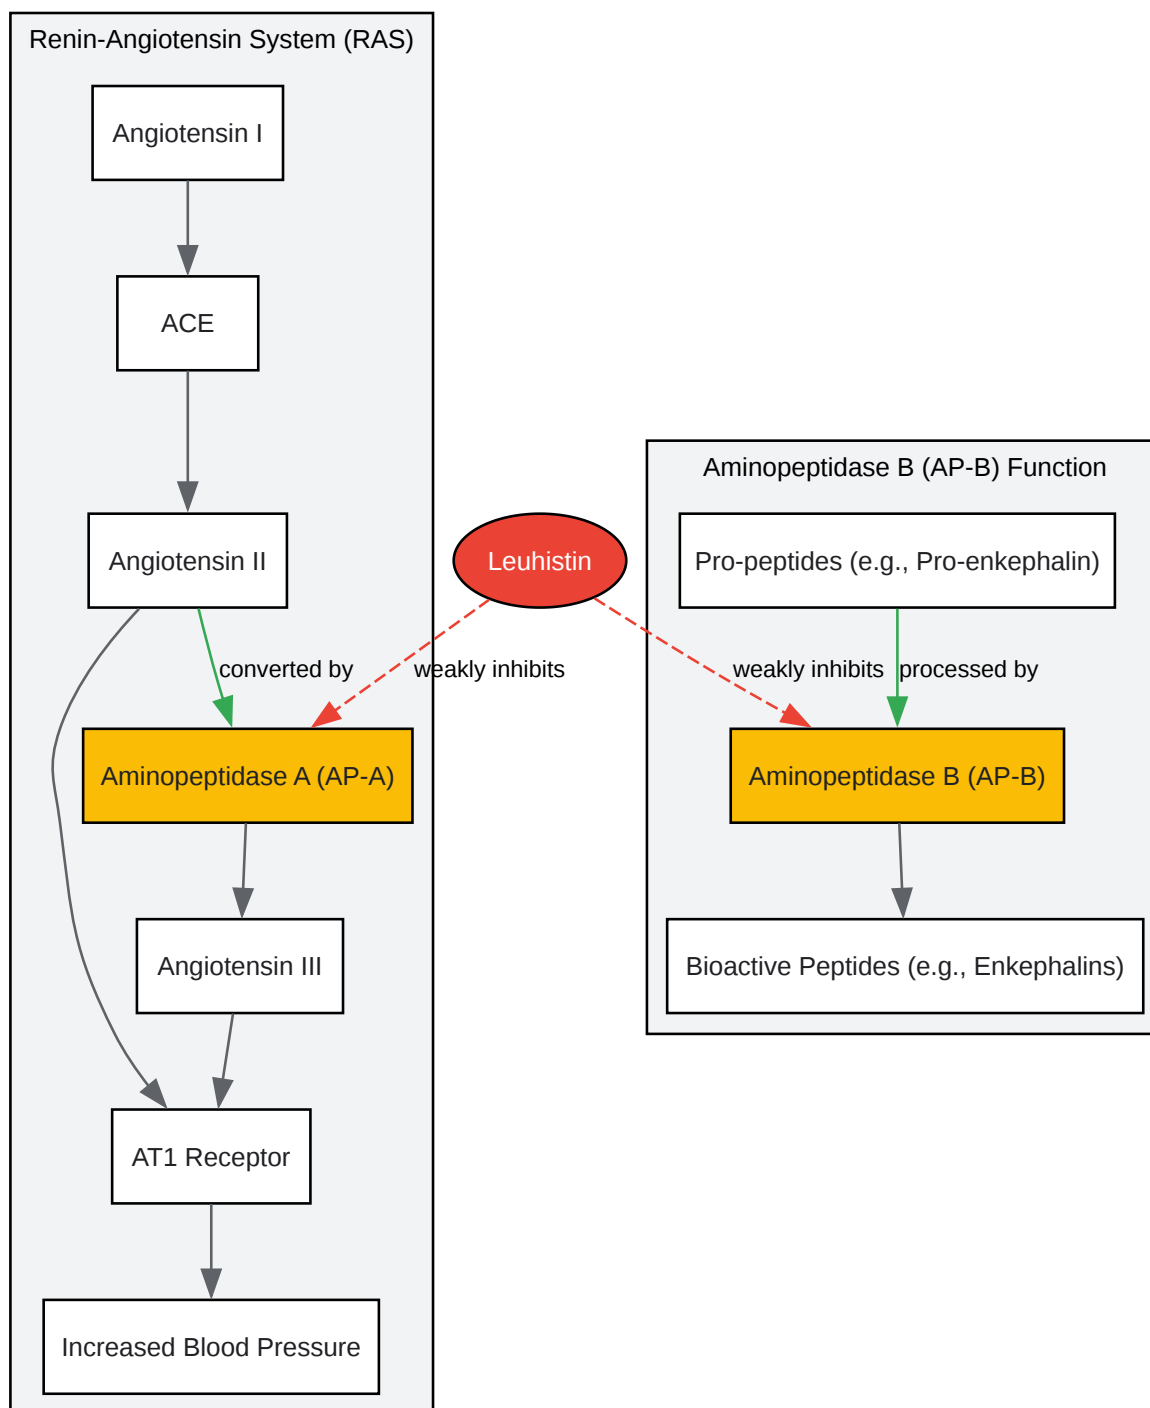 Renin-Angiotensin System (RAS)
Angiotensin I
ACE
Angiotensin II
converted by
Aminopeptidase A (AP-A)
Angiotensin III
AT1 Receptor
Increased Blood Pressure
Leuhistin
weakly inhibits
weakly inhibits
Aminopeptidase B (AP-B) Function
Pro-peptides (e.g., Pro-enkephalin)
processed by
Aminopeptidase B (AP-B)
Bioactive Peptides (e.g., Enkephalins)